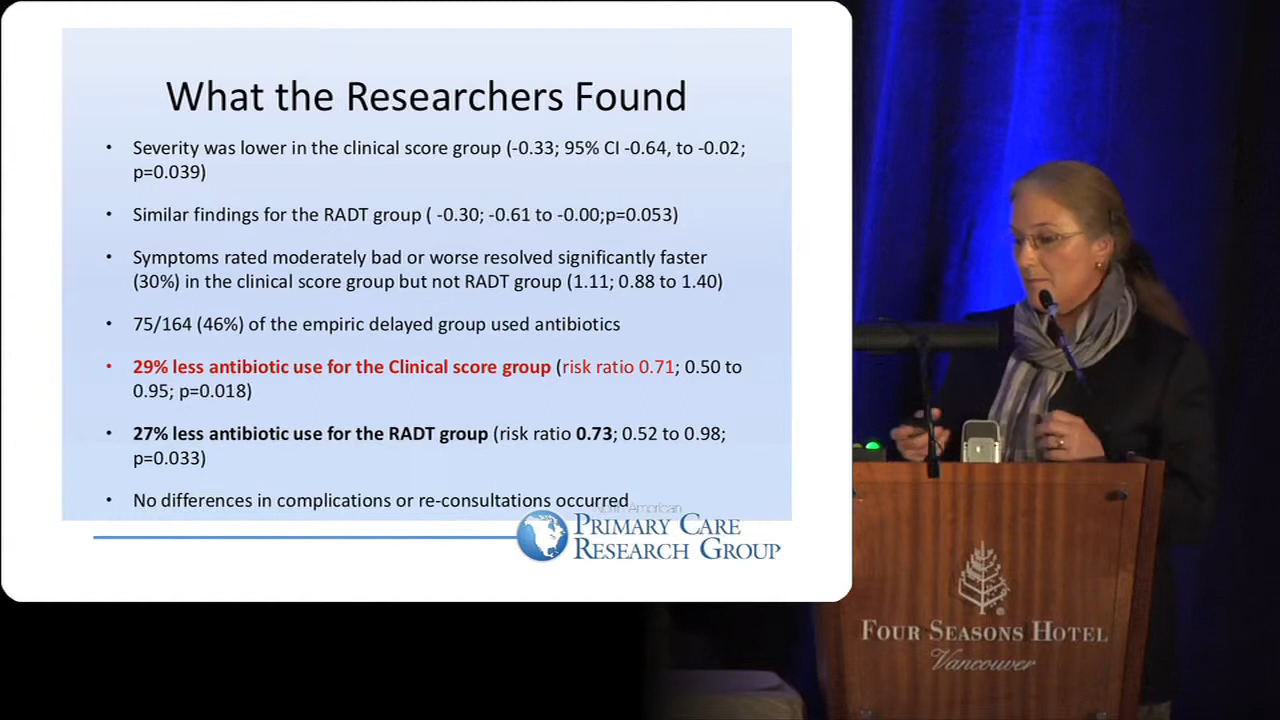 What the Researchers Found
• Severity was lower in the clinical score group (-0.33; 95% CI -0.64, to -0.02;
p=0.039)
• Similar findings for the RADT group ( -0.30; -0.61 to -0.00;p=0.053)
• Symptoms rated moderately bad or worse resolved significantly faster
(30%) in the clinical score group but not RADT group (1.11; 0.88 to 1.40)
• 75/164 (46%) of the empiric delayed group used antibiotics
• 29% less antibiotic use for the Clinical score group (risk ratio 0.71; 0.50 to
0.95; p=0.018)
• 27% less antibiotic use for the RADT group (risk ratio 0.73; 0.52 to 0.98;
p=0.033)
• No differences in complications or re-consultations occurred
North American
PRIMARY CARE
RESEARCH GROUP
FOUR SEASONS HOTEL
Vancouver